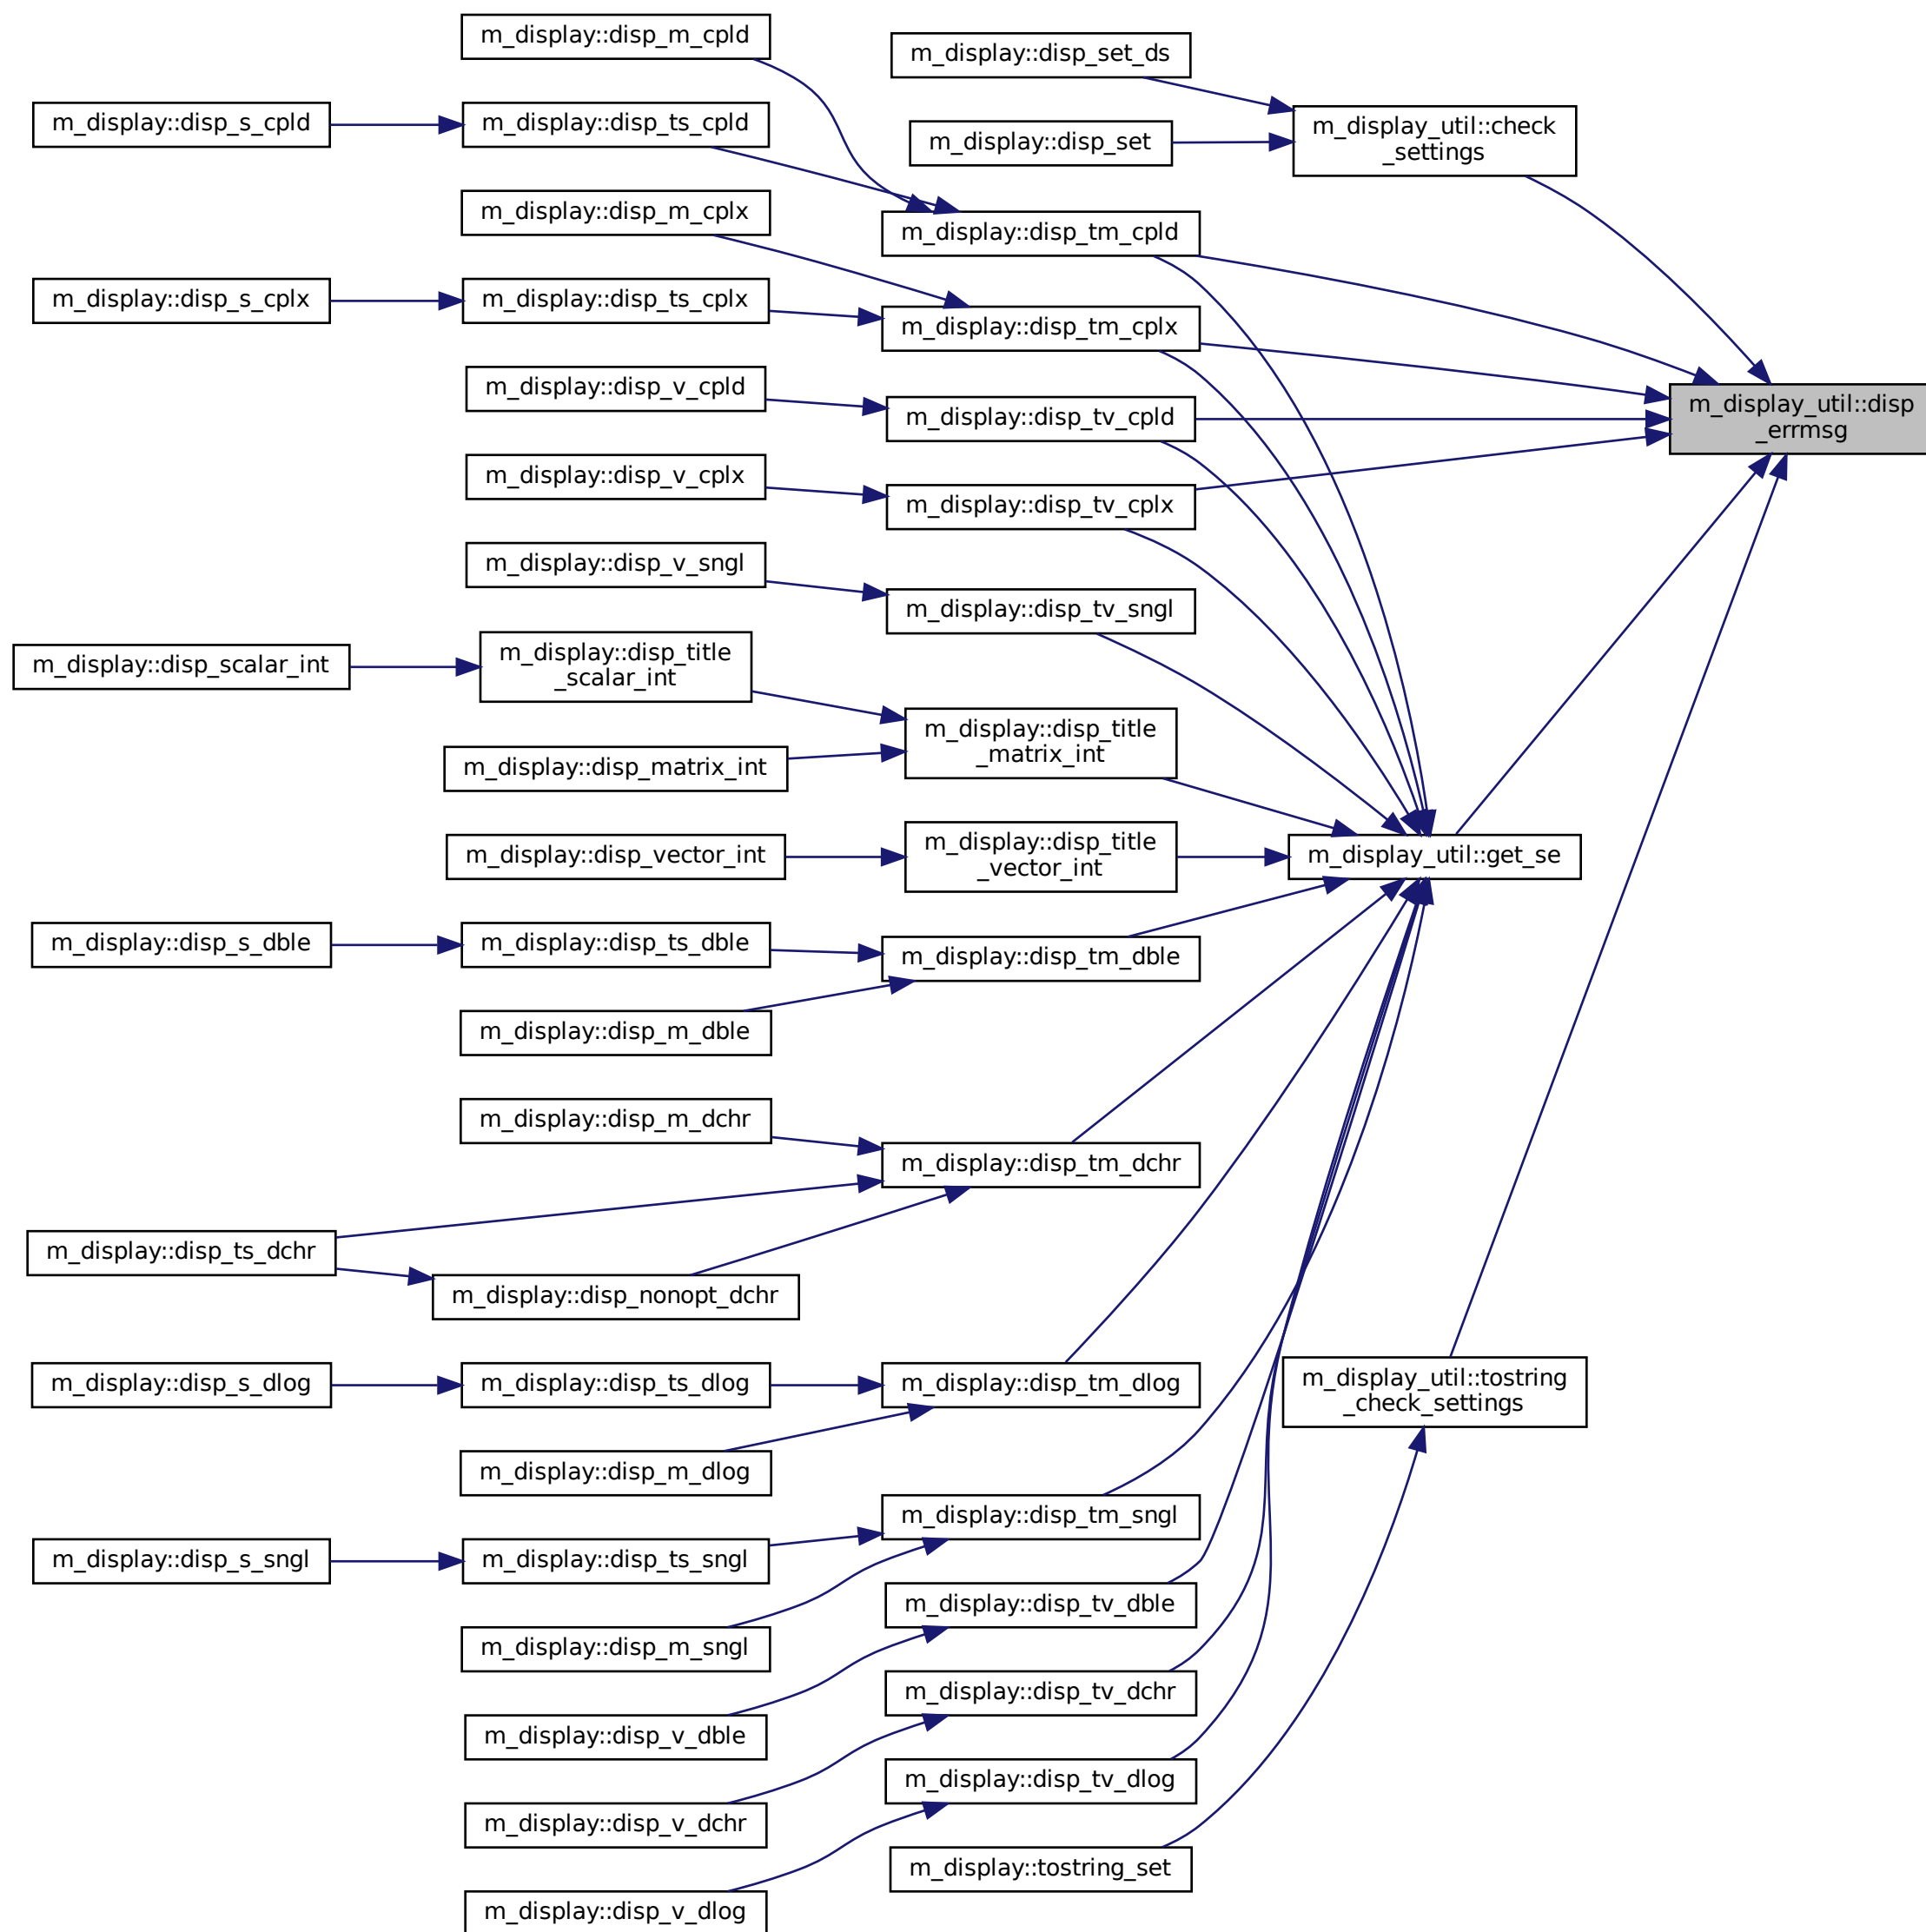 m_display::disp_m_cpld
m_display::disp_set_ds
m_display::disp_s_cpld
m_display::disp_ts_cpld
m_display::disp_set
m_display_util::check
_settings
m_display::disp_m_cplx
m_display::disp_tm_cpld
m_display::disp_s_cplx
m_display::disp_ts_cplx
m_display::disp_tm_cplx
m_display::disp_v_cpld
m_display::disp_tv_cpld
m_display_util::disp
_errmsg
m_display::disp_v_cplx
m_display::disp_tv_cplx
m_display::disp_v_sngl
m_display::disp_tv_sngl
m_display::disp_scalar_int
m_display::disp_title
_scalar_int
m_display::disp_title
_matrix_int
m_display::disp_matrix_int
m_display::disp_vector_int
m_display::disp_title
_vector_int
m_display_util::get_se
m_display::disp_s_dble
m_display::disp_ts_dble
m_display::disp_tm_dble
m_display::disp_m_dble
m_display::disp_m_dchr
m_display::disp_tm_dchr
m_display::disp_ts_dchr
m_display::disp_nonopt_dchr
m_display::disp_s_dlog
m_display::disp_ts_dlog
m_display::disp_tm_dlog
m_display_util::tostring
_check_settings
m_display::disp_m_dlog
m_display::disp_tm_sngl
m_display::disp_s_sngl
m_display::disp_ts_sngl
m_display::disp_tv_dble
m_display::disp_m_sngl
m_display::disp_tv_dchr
m_display::disp_v_dble
m_display::disp_tv_dlog
m_display::disp_v_dchr
m_display::tostring_set
m_display::disp_v_dlog